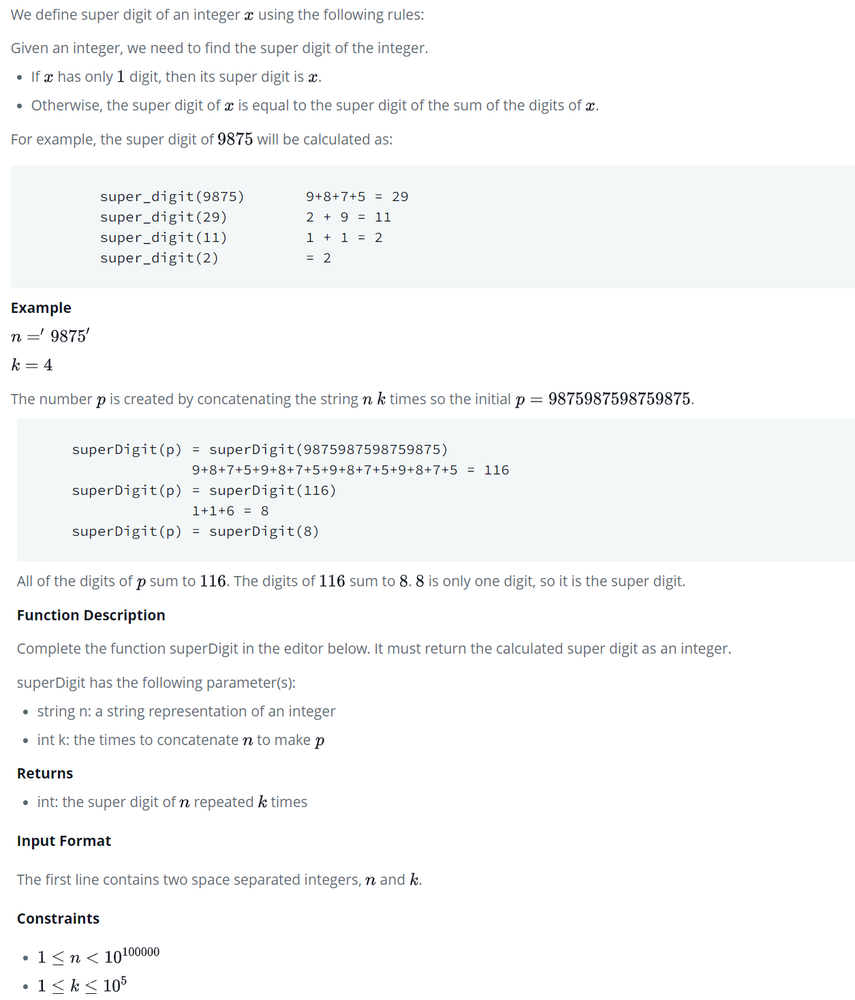 We define super digit of an integer x using the following rules:
Given an integer, we need to find the super digit of the integer.
• If x has only 1 digit, then its super digit is x.
• Otherwise, the super digit of x is equal to the super digit of the sum of the digits of x.
For example, the super digit of 9875 will be calculated as:
super_digit(9875) 9+8+7+5 = 29
super_digit(29) 2 + 9 = 11
super_digit(11) 1 + 1 = 2
super_digit(2) = 2
Example
n =′ 9875′
k = 4
The number p is created by concatenating the string n k times so the initial p = 9875987598759875.
superDigit(p) = superDigit(9875987598759875)
9+8+7+5+9+8+7+5+9+8+7+5+9+8+7+5 = 116
superDigit(p) = superDigit(116)
1+1+6 = 8
superDigit(p) = superDigit(8)
All of the digits of p sum to 116. The digits of 116 sum to 8. 8 is only one digit, so it is the super digit.
Function Description
Complete the function superDigit in the editor below. It must return the calculated super digit as an integer.
superDigit has the following parameter(s):
• string n: a string representation of an integer
• int k: the times to concatenate n to make p
Returns
• int: the super digit of n repeated k times
Input Format
The first line contains two space separated integers, n and k.
Constraints
• 1 ≤ n < 10¹⁰⁰⁰⁰⁰
• 1 ≤ k ≤ 10⁵